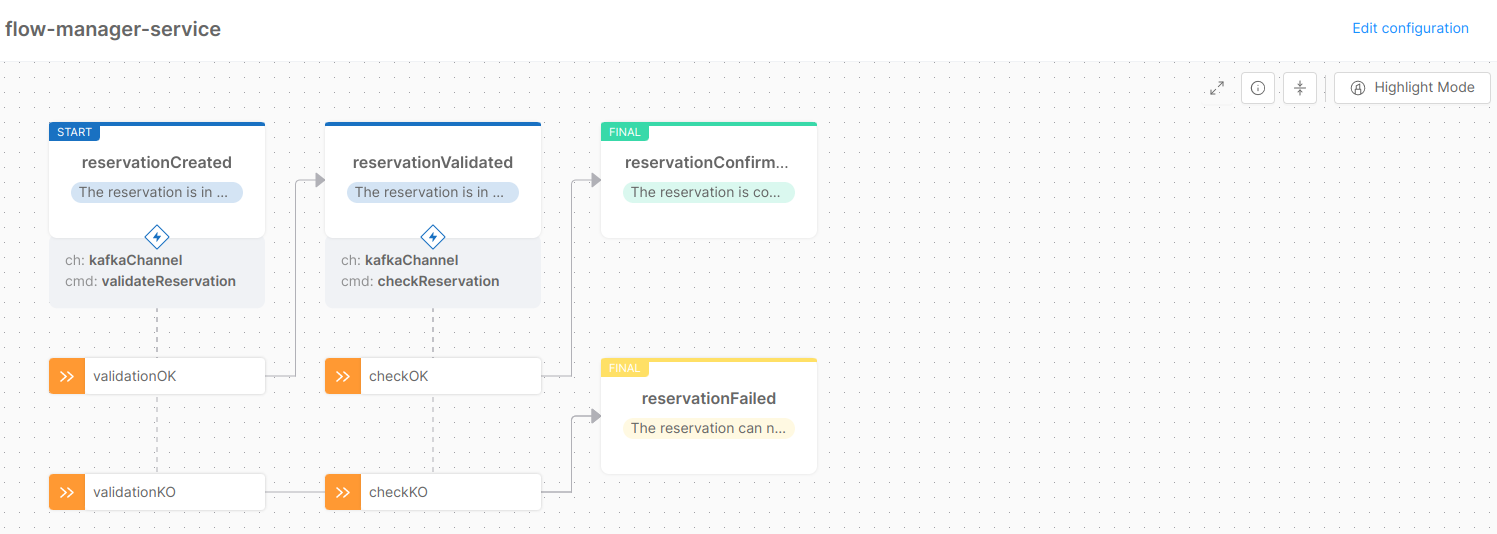 flow-manager-service
Edit configuration
Highlight Mode
START
reservationCreated
The reservation is in ...
ch: kafkaChannel
cmd: validateReservation
validationOK
validationKO
reservationValidated
The reservation is in ...
ch: kafkaChannel
cmd: checkReservation
checkOK
checkKO
FINAL
reservationConfirm...
The reservation is co...
FINAL
reservationFailed
The reservation can n...